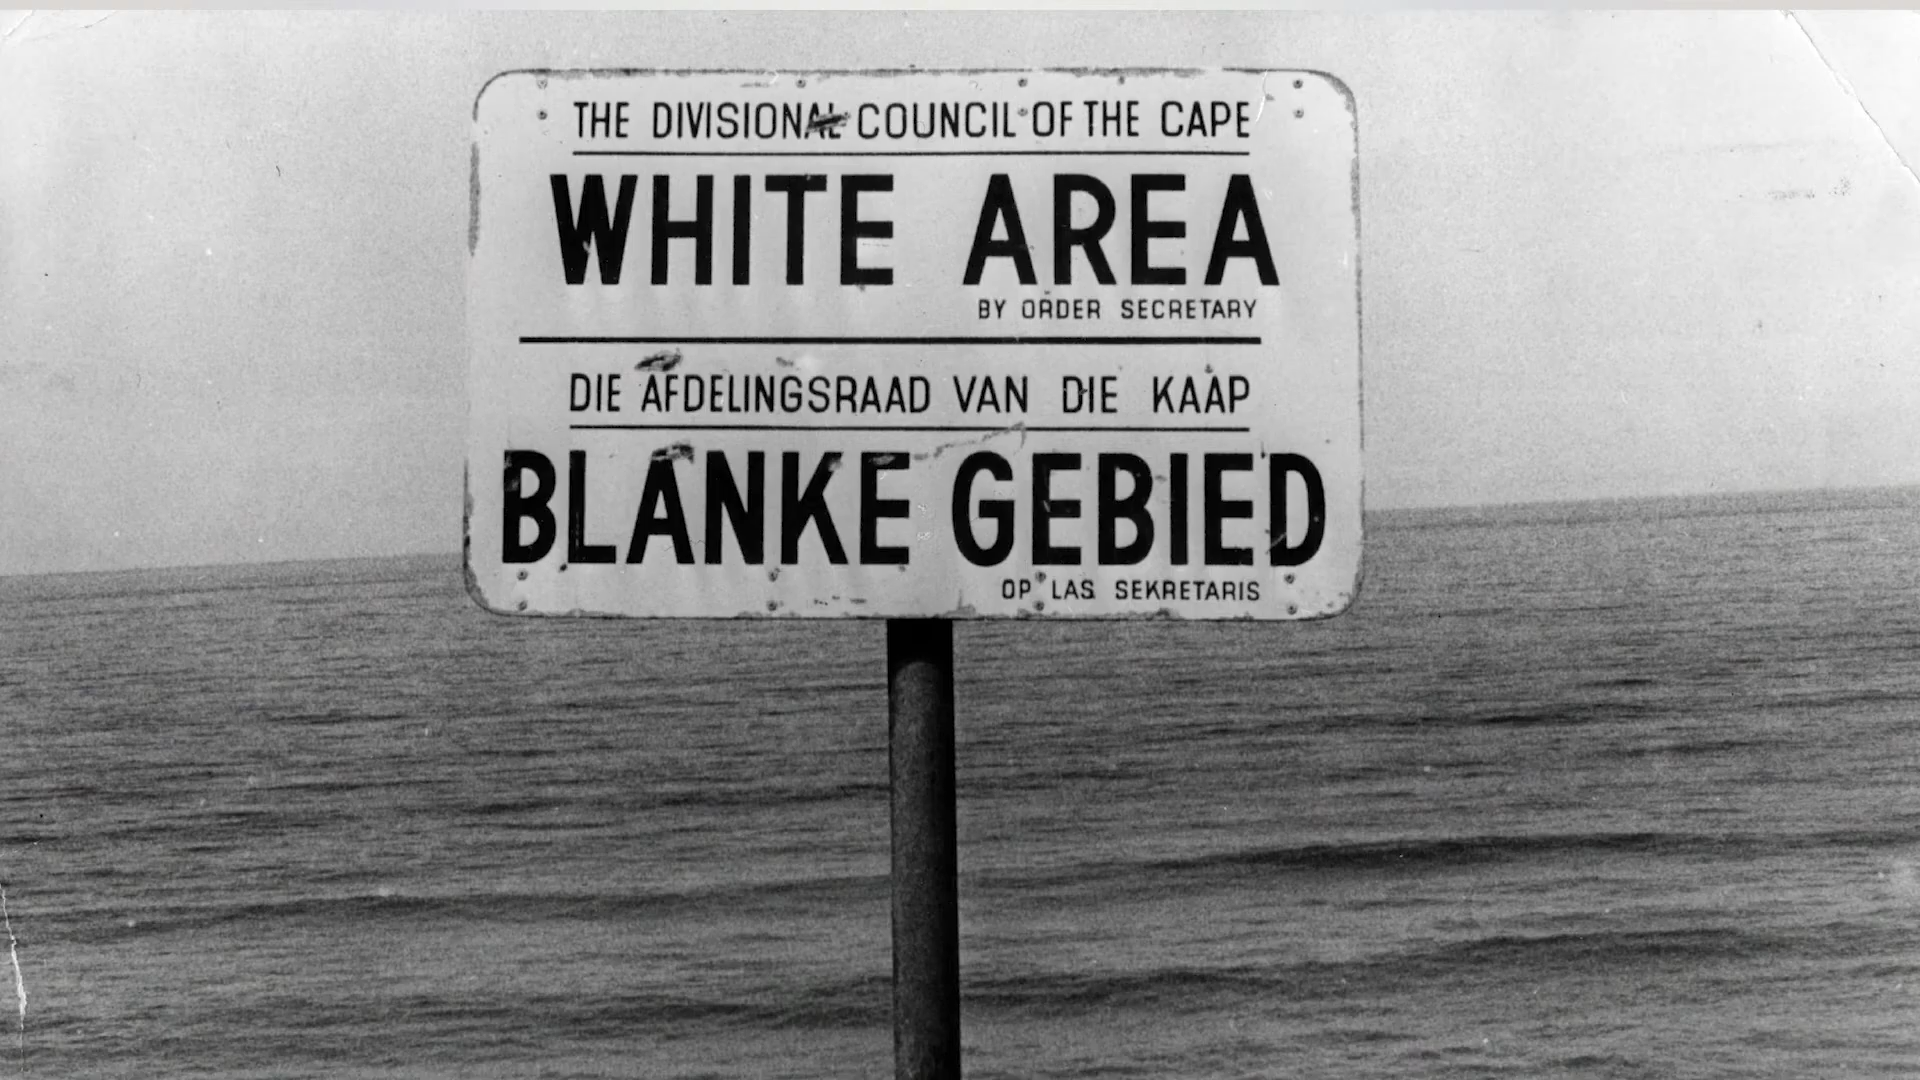 THE DIVISIONAL COUNCIL OF THE CAPE
WHITE AREA
BY ORDER SECRETARY
DIE AFDELINGSRAAD VAN DIE KAAP
BLANKE GEBIED
OP LAS SEKRETARIS